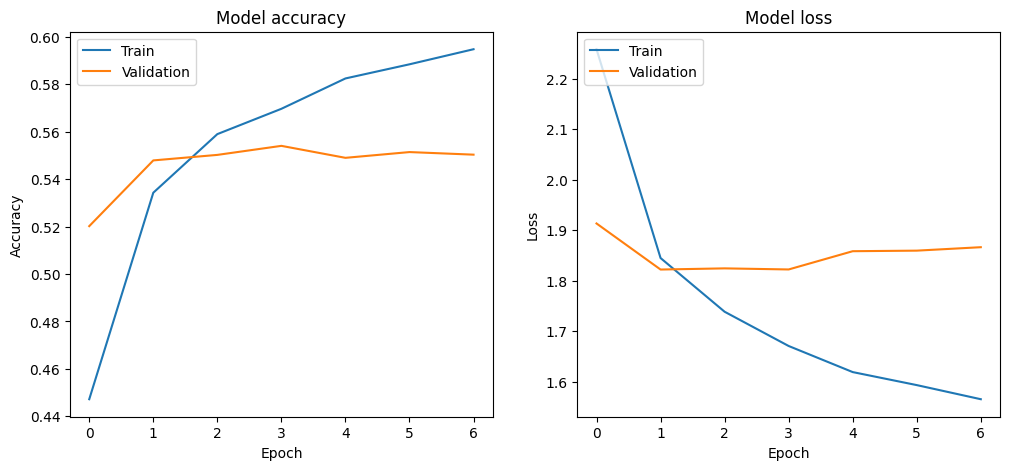 Model accuracy
Train
Validation
0.60
0.58
0.56
0.54
0.52
0.50
0.48
0.46
0.44
Accuracy
0 1 2 3 4 5 6
Epoch
Model loss
Train
Validation
2.2
2.1
2.0
1.9
1.8
1.7
1.6
Loss
0 1 2 3 4 5 6
Epoch